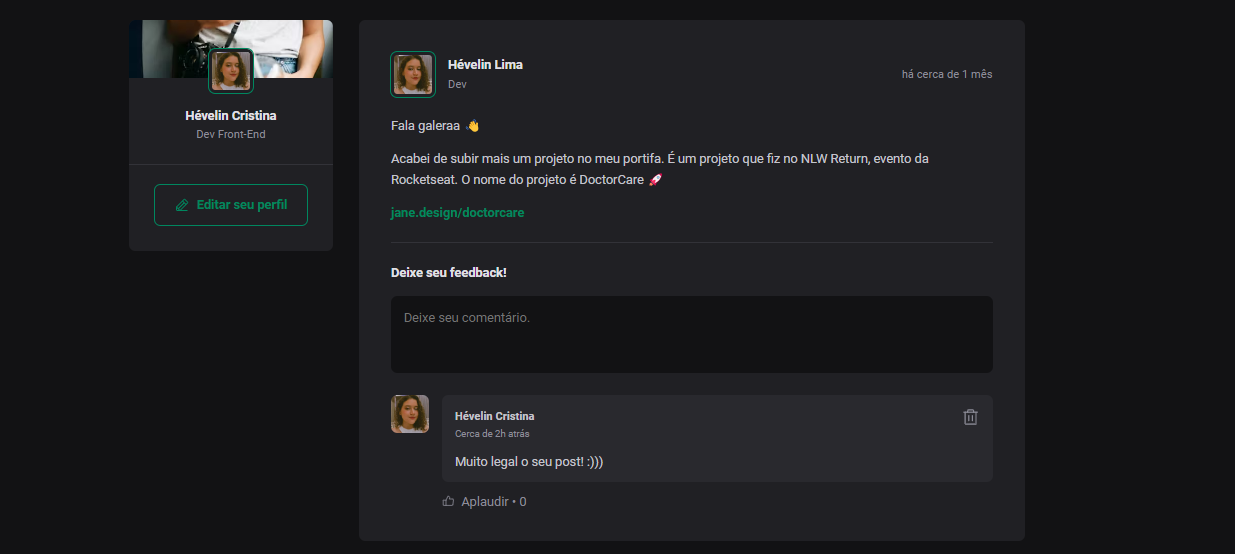 Hévelin Cristina
Dev Front-End
Editar seu perfil
Hévelin Lima
Dev
há cerca de 1 mês
Fala galeraa 👋
Acabei de subir mais um projeto no meu portifa. É um projeto que fiz no NLW Return, evento da
Rocketseat. O nome do projeto é DoctorCare 🚀
jane.design/doctorcare
Deixe seu feedback!
Deixe seu comentário.
Hévelin Cristina
Cerca de 2h atrás
Muito legal o seu post! :)))
Aplaudir • 0